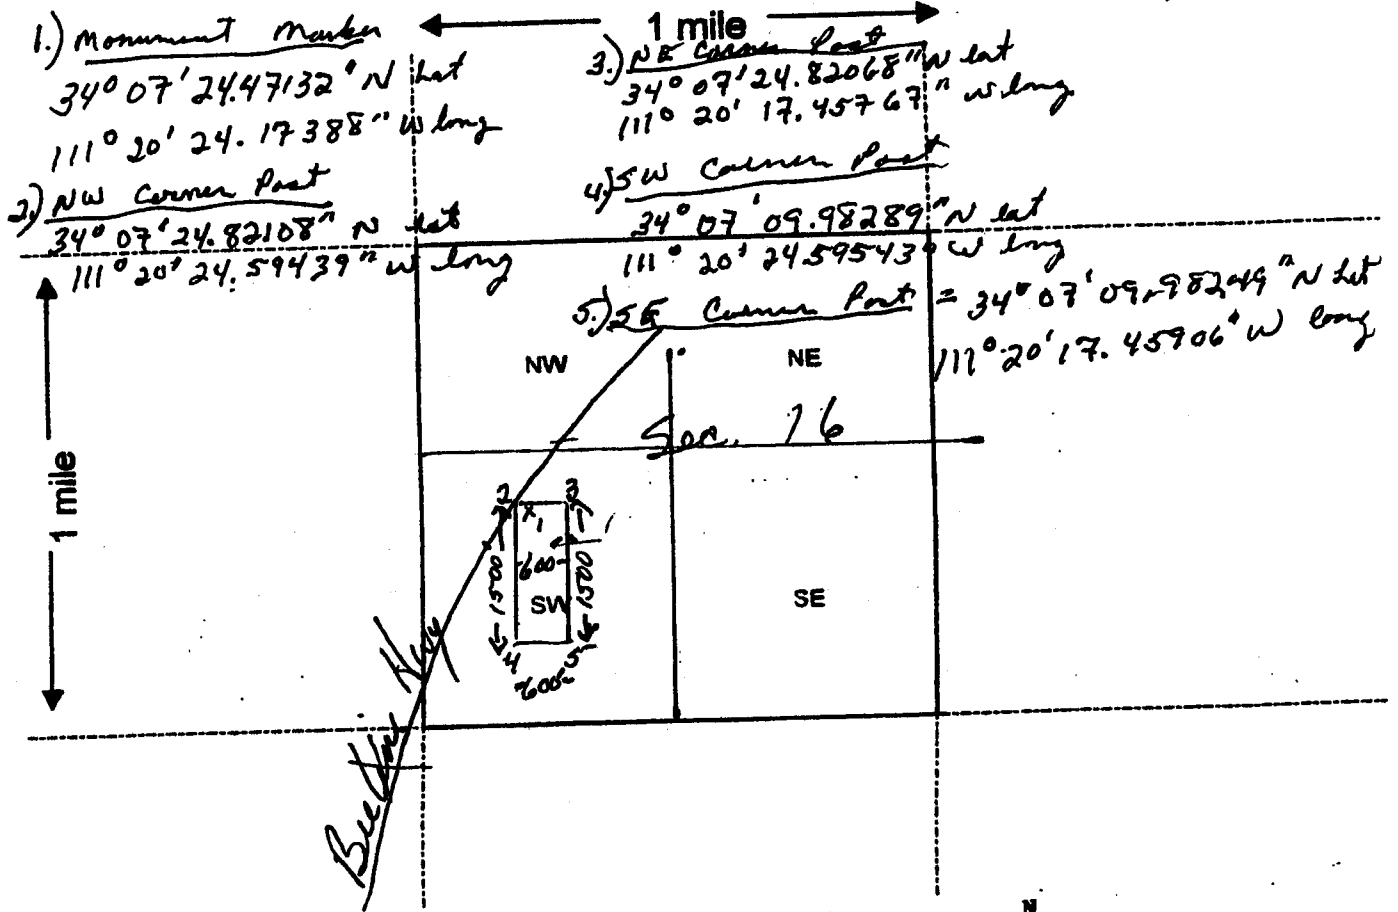 1 mile
1.) Monument Marker
34° 07' 24.47132" N Lat
111° 20' 24.17388" W long
2.) NW Corner Post
34° 07' 24.82108" N Lat
111° 20' 24.59439" W long
3.) NE Corner Post
34° 07' 24.82068" N Lat
111° 20' 17.45767" W long
4.) SW Corner Post
34° 07' 09.98289" N Lat
111° 20' 24.59543" W long
5.) SE Corner Post = 34° 07' 09.98249" N Lat
111° 20' 17.45906" W long
1 mile
NW
NE
Sec. 16
2
3
X 1
1500
600
1500
SW
SE
4
5
600
Hwy
N